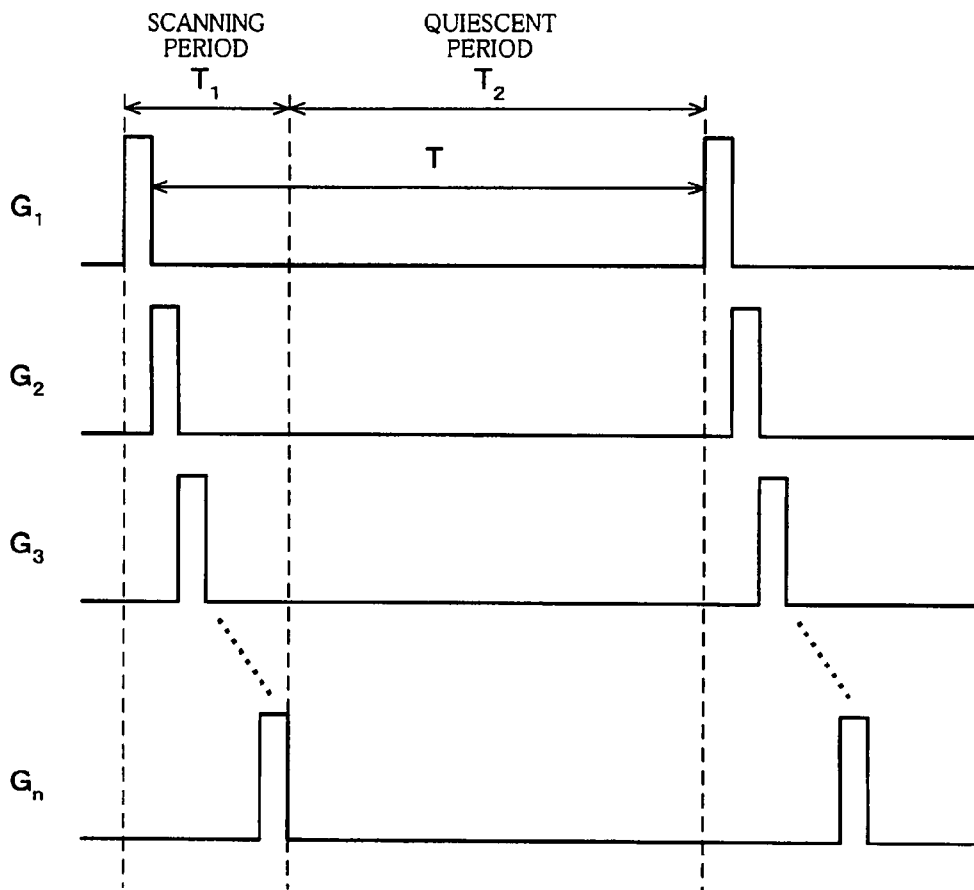 SCANNING
PERIOD
T₁
QUIESCENT
PERIOD
T₂
T
G₁
G₂
G₃
Gₙ